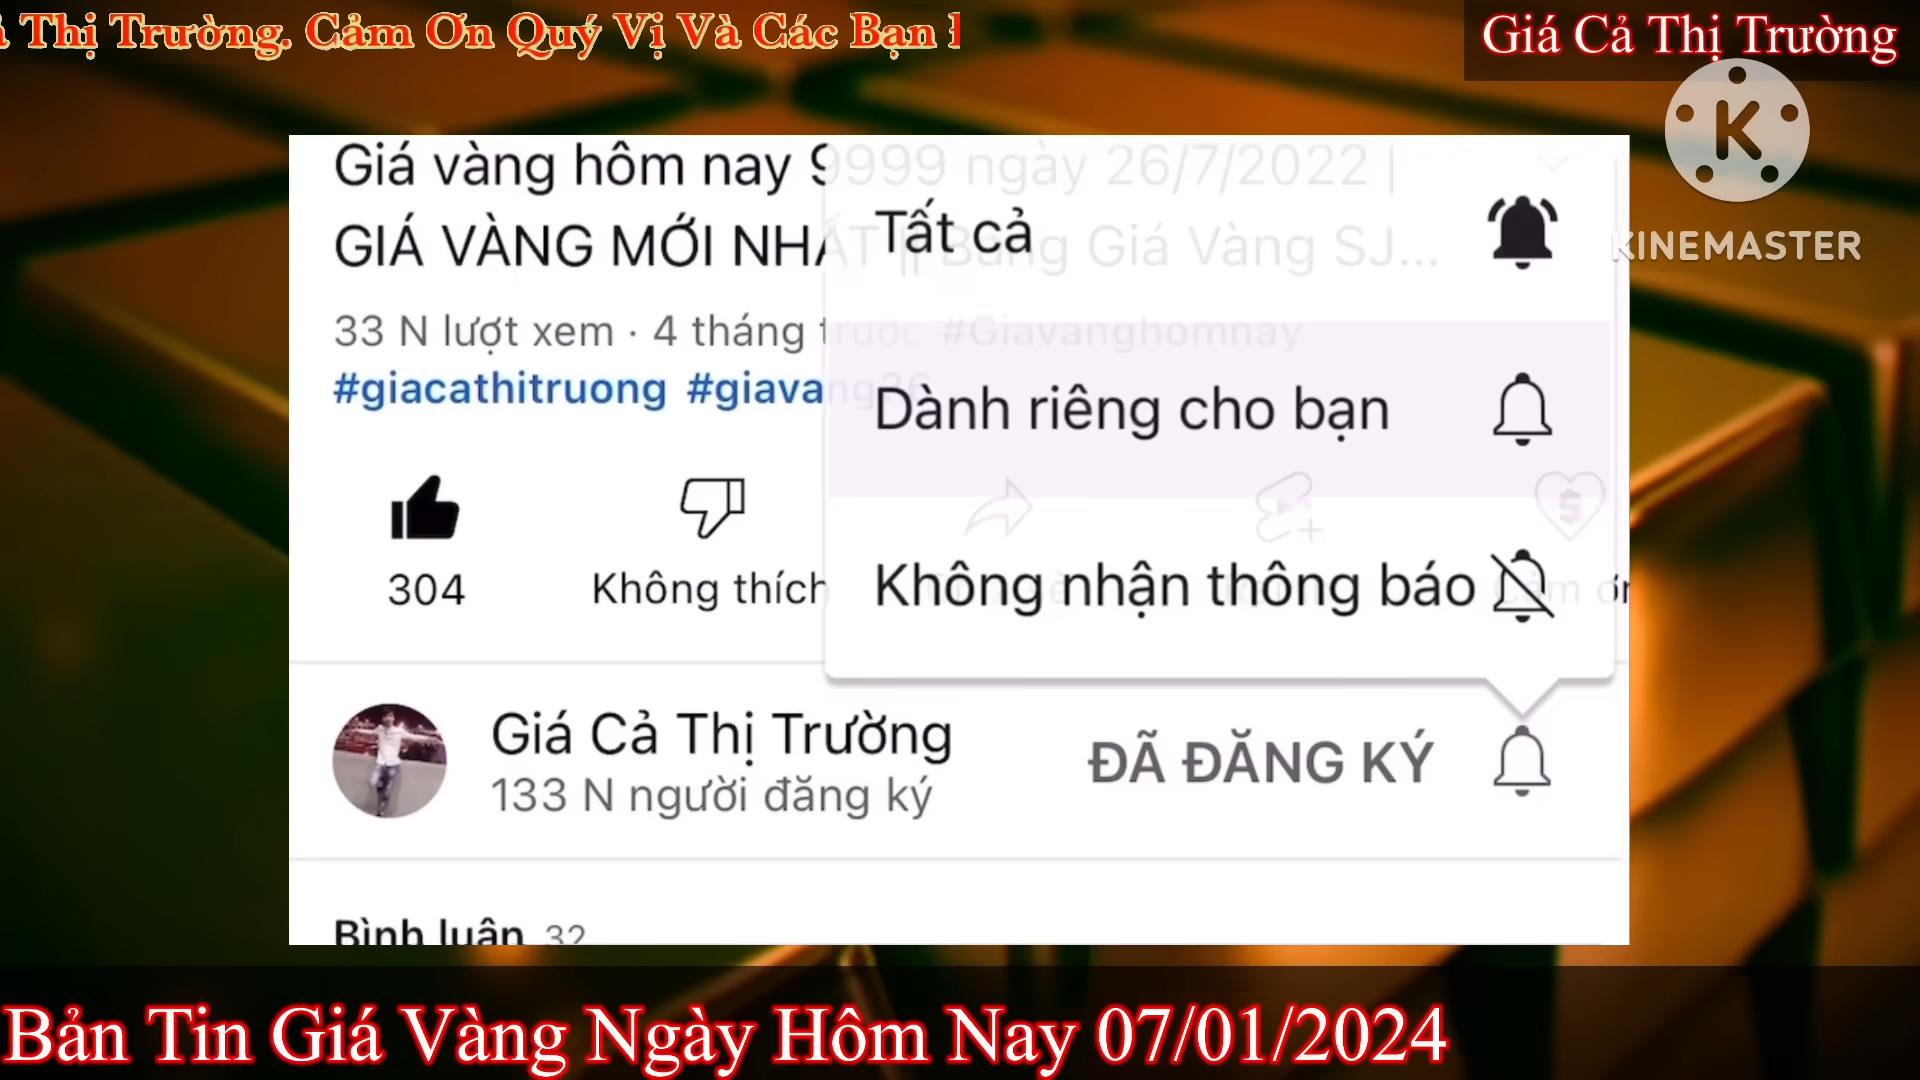 Thị Trường. Cảm Ơn Quý Vị Và Các Bạn
Giá Cả Thị Trường
KINEMASTER
Giá vàng hôm nay 9999 ngày 26/7/2022 |
GIÁ VÀNG MỚI NHẤT || Bảng Giá Vàng SJ...
33 N lượt xem · 4 tháng trước #Giavanghomnay
#giacathitruong #giavang26
Tất cả
Dành riêng cho bạn
Không nhận thông báo
304
Không thích
Giá Cả Thị Trường
133 N người đăng ký
ĐÃ ĐĂNG KÝ
Bình luận 32
Bản Tin Giá Vàng Ngày Hôm Nay 07/01/2024